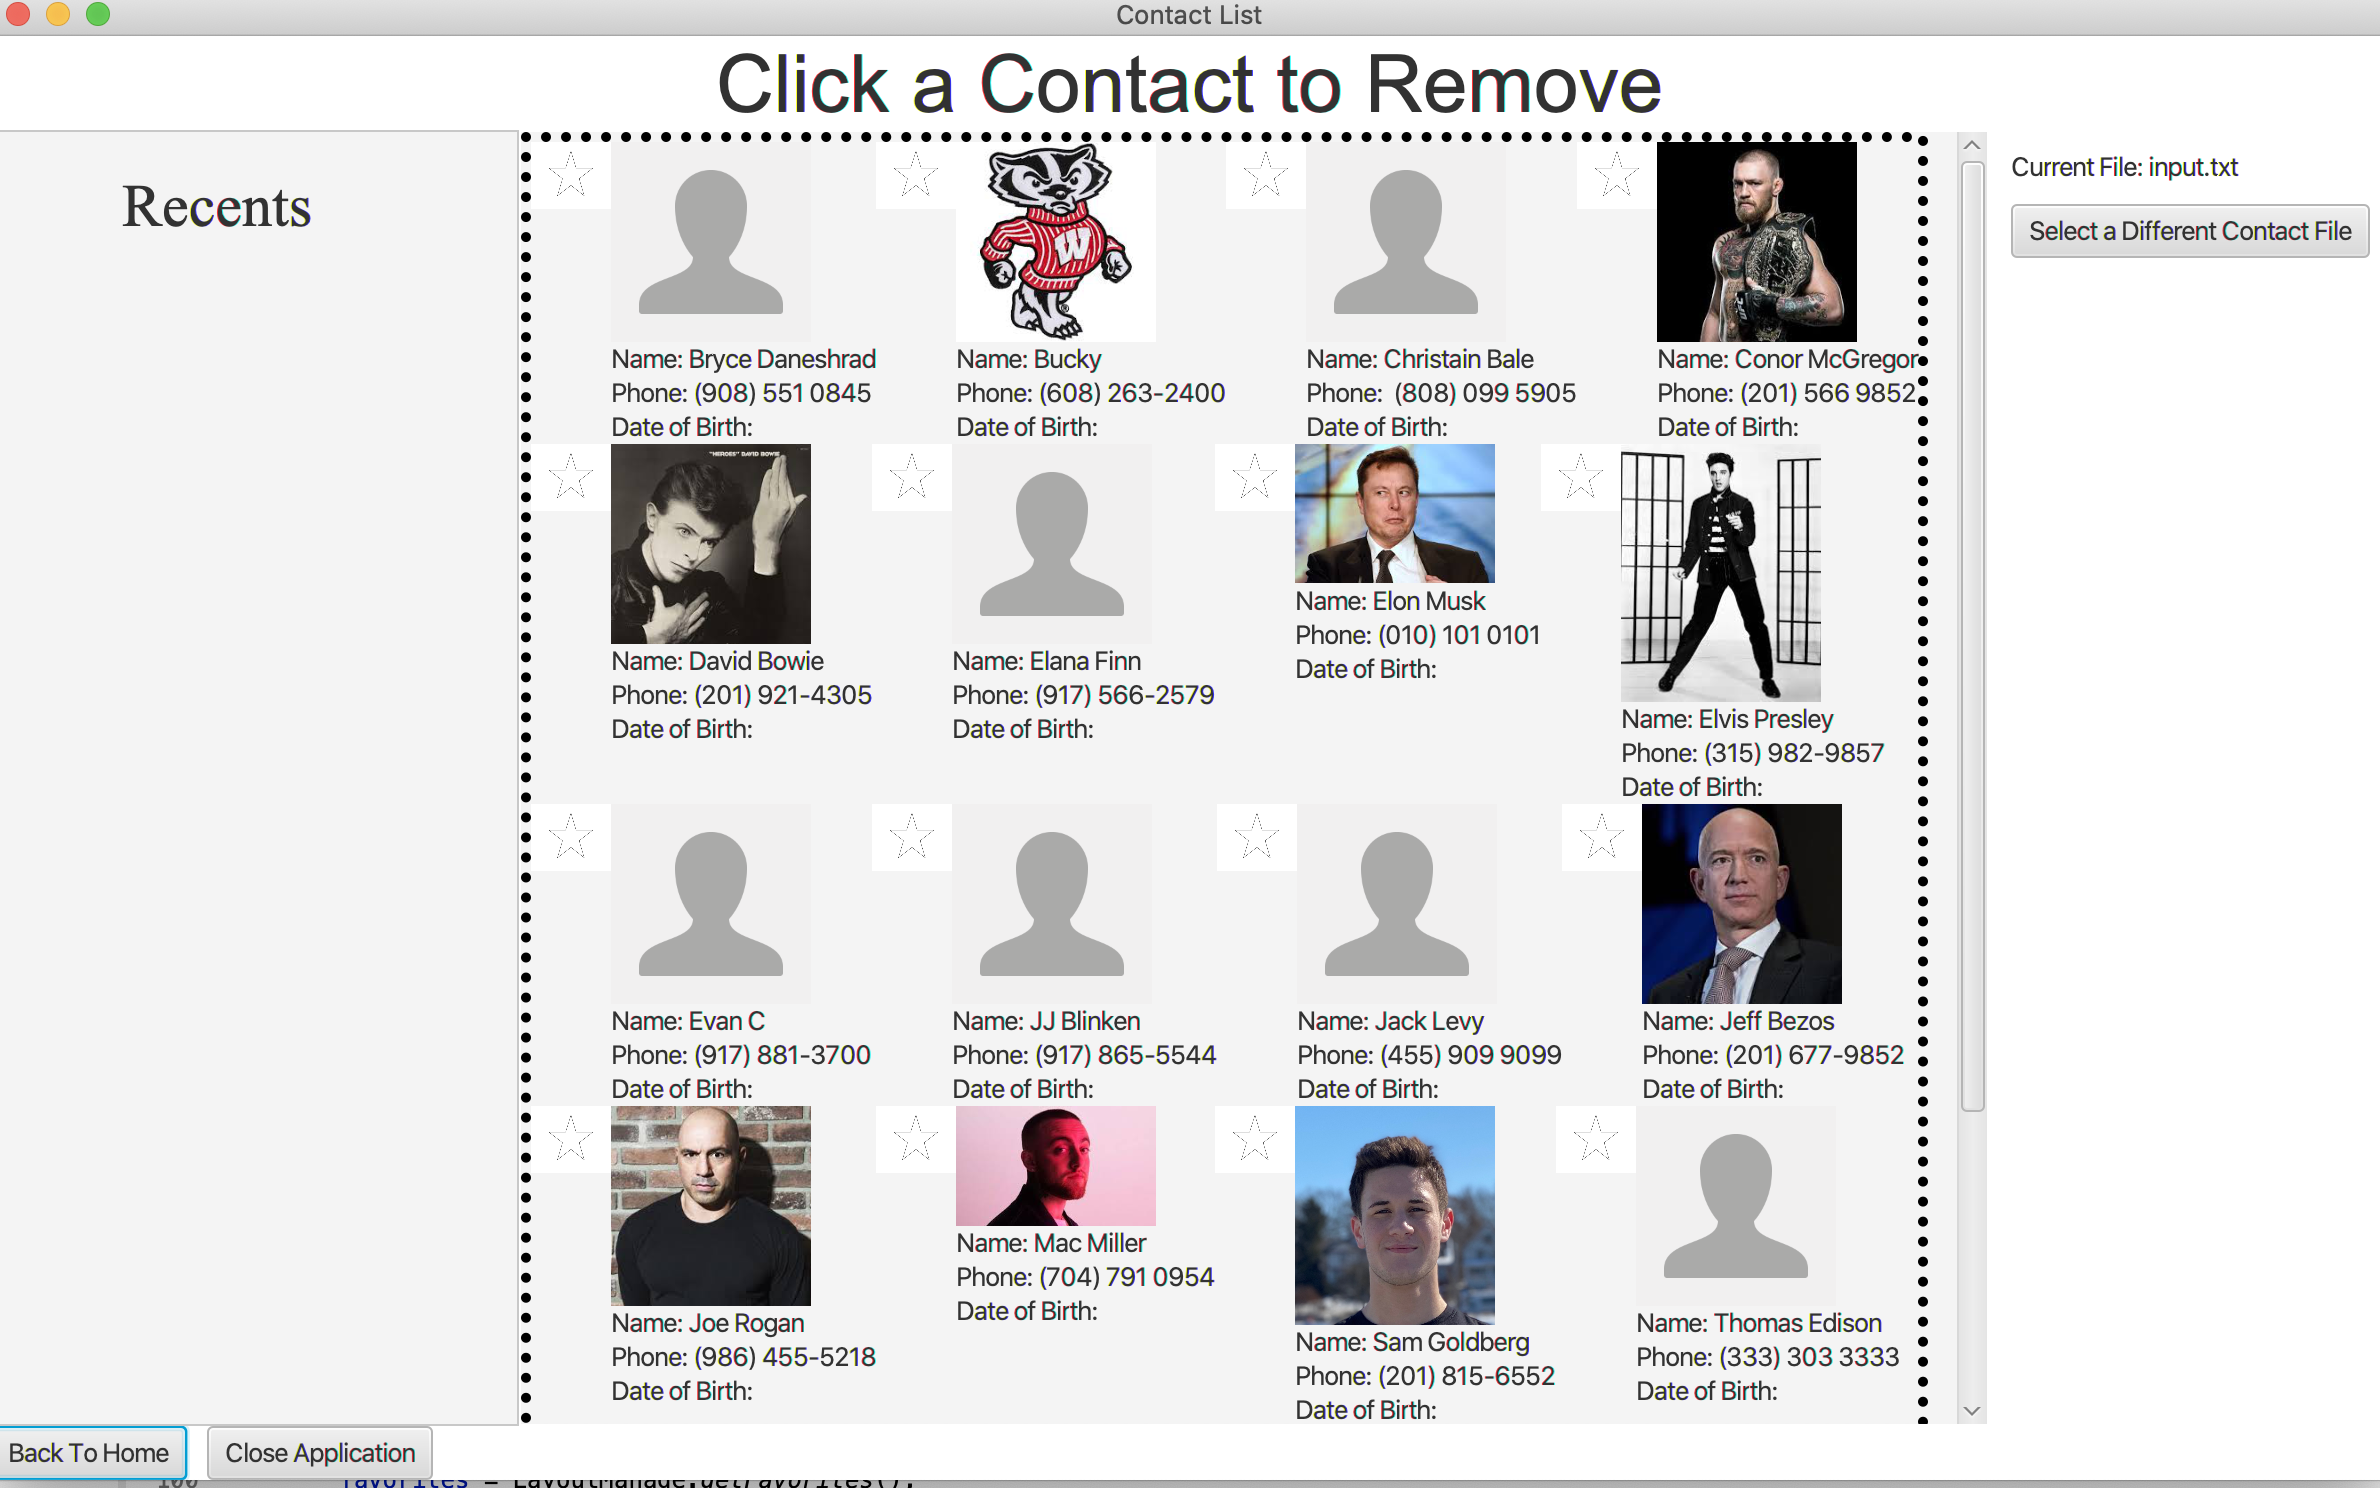 Contact List
Click a Contact to Remove
Recents
Current File: input.txt
Select a Different Contact File
W
Name: Bryce Daneshrad
Phone: (908) 551 0845
Date of Birth:
Name: Bucky
Phone: (608) 263-2400
Date of Birth:
Name: Christain Bale
Phone:  (808) 099 5905
Date of Birth:
Name: Conor McGregor
Phone: (201) 566 9852
Date of Birth:
"HEROES" DAVID BOWIE
Name: David Bowie
Phone: (201) 921-4305
Date of Birth:
Name: Elana Finn
Phone: (917) 566-2579
Date of Birth:
Name: Elon Musk
Phone: (010) 101 0101
Date of Birth:
Name: Elvis Presley
Phone: (315) 982-9857
Date of Birth:
Name: Evan C
Phone: (917) 881-3700
Date of Birth:
Name: JJ Blinken
Phone: (917) 865-5544
Date of Birth:
Name: Jack Levy
Phone: (455) 909 9099
Date of Birth:
Name: Jeff Bezos
Phone: (201) 677-9852
Date of Birth:
Name: Joe Rogan
Phone: (986) 455-5218
Date of Birth:
Name: Mac Miller
Phone: (704) 791 0954
Date of Birth:
Name: Sam Goldberg
Phone: (201) 815-6552
Date of Birth:
Name: Thomas Edison
Phone: (333) 303 3333
Date of Birth:
Back To Home
Close Application
favorites = LayoutManage.getFavorites();